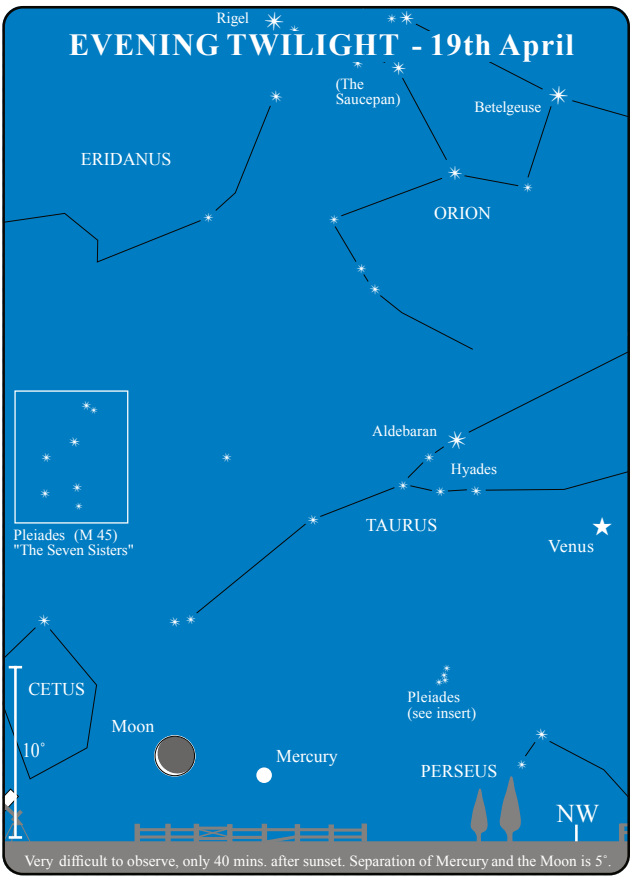 Rigel
EVENING TWILIGHT - 19th April
(The
Saucepan)
Betelgeuse
ERIDANUS
ORION
Aldebaran
Hyades
TAURUS
Pleiades (M 45)
"The Seven Sisters"
Venus
CETUS
Pleiades
(see insert)
Moon
10°
Mercury
PERSEUS
NW
Very difficult to observe, only 40 mins. after sunset. Separation of Mercury and the Moon is 5°.